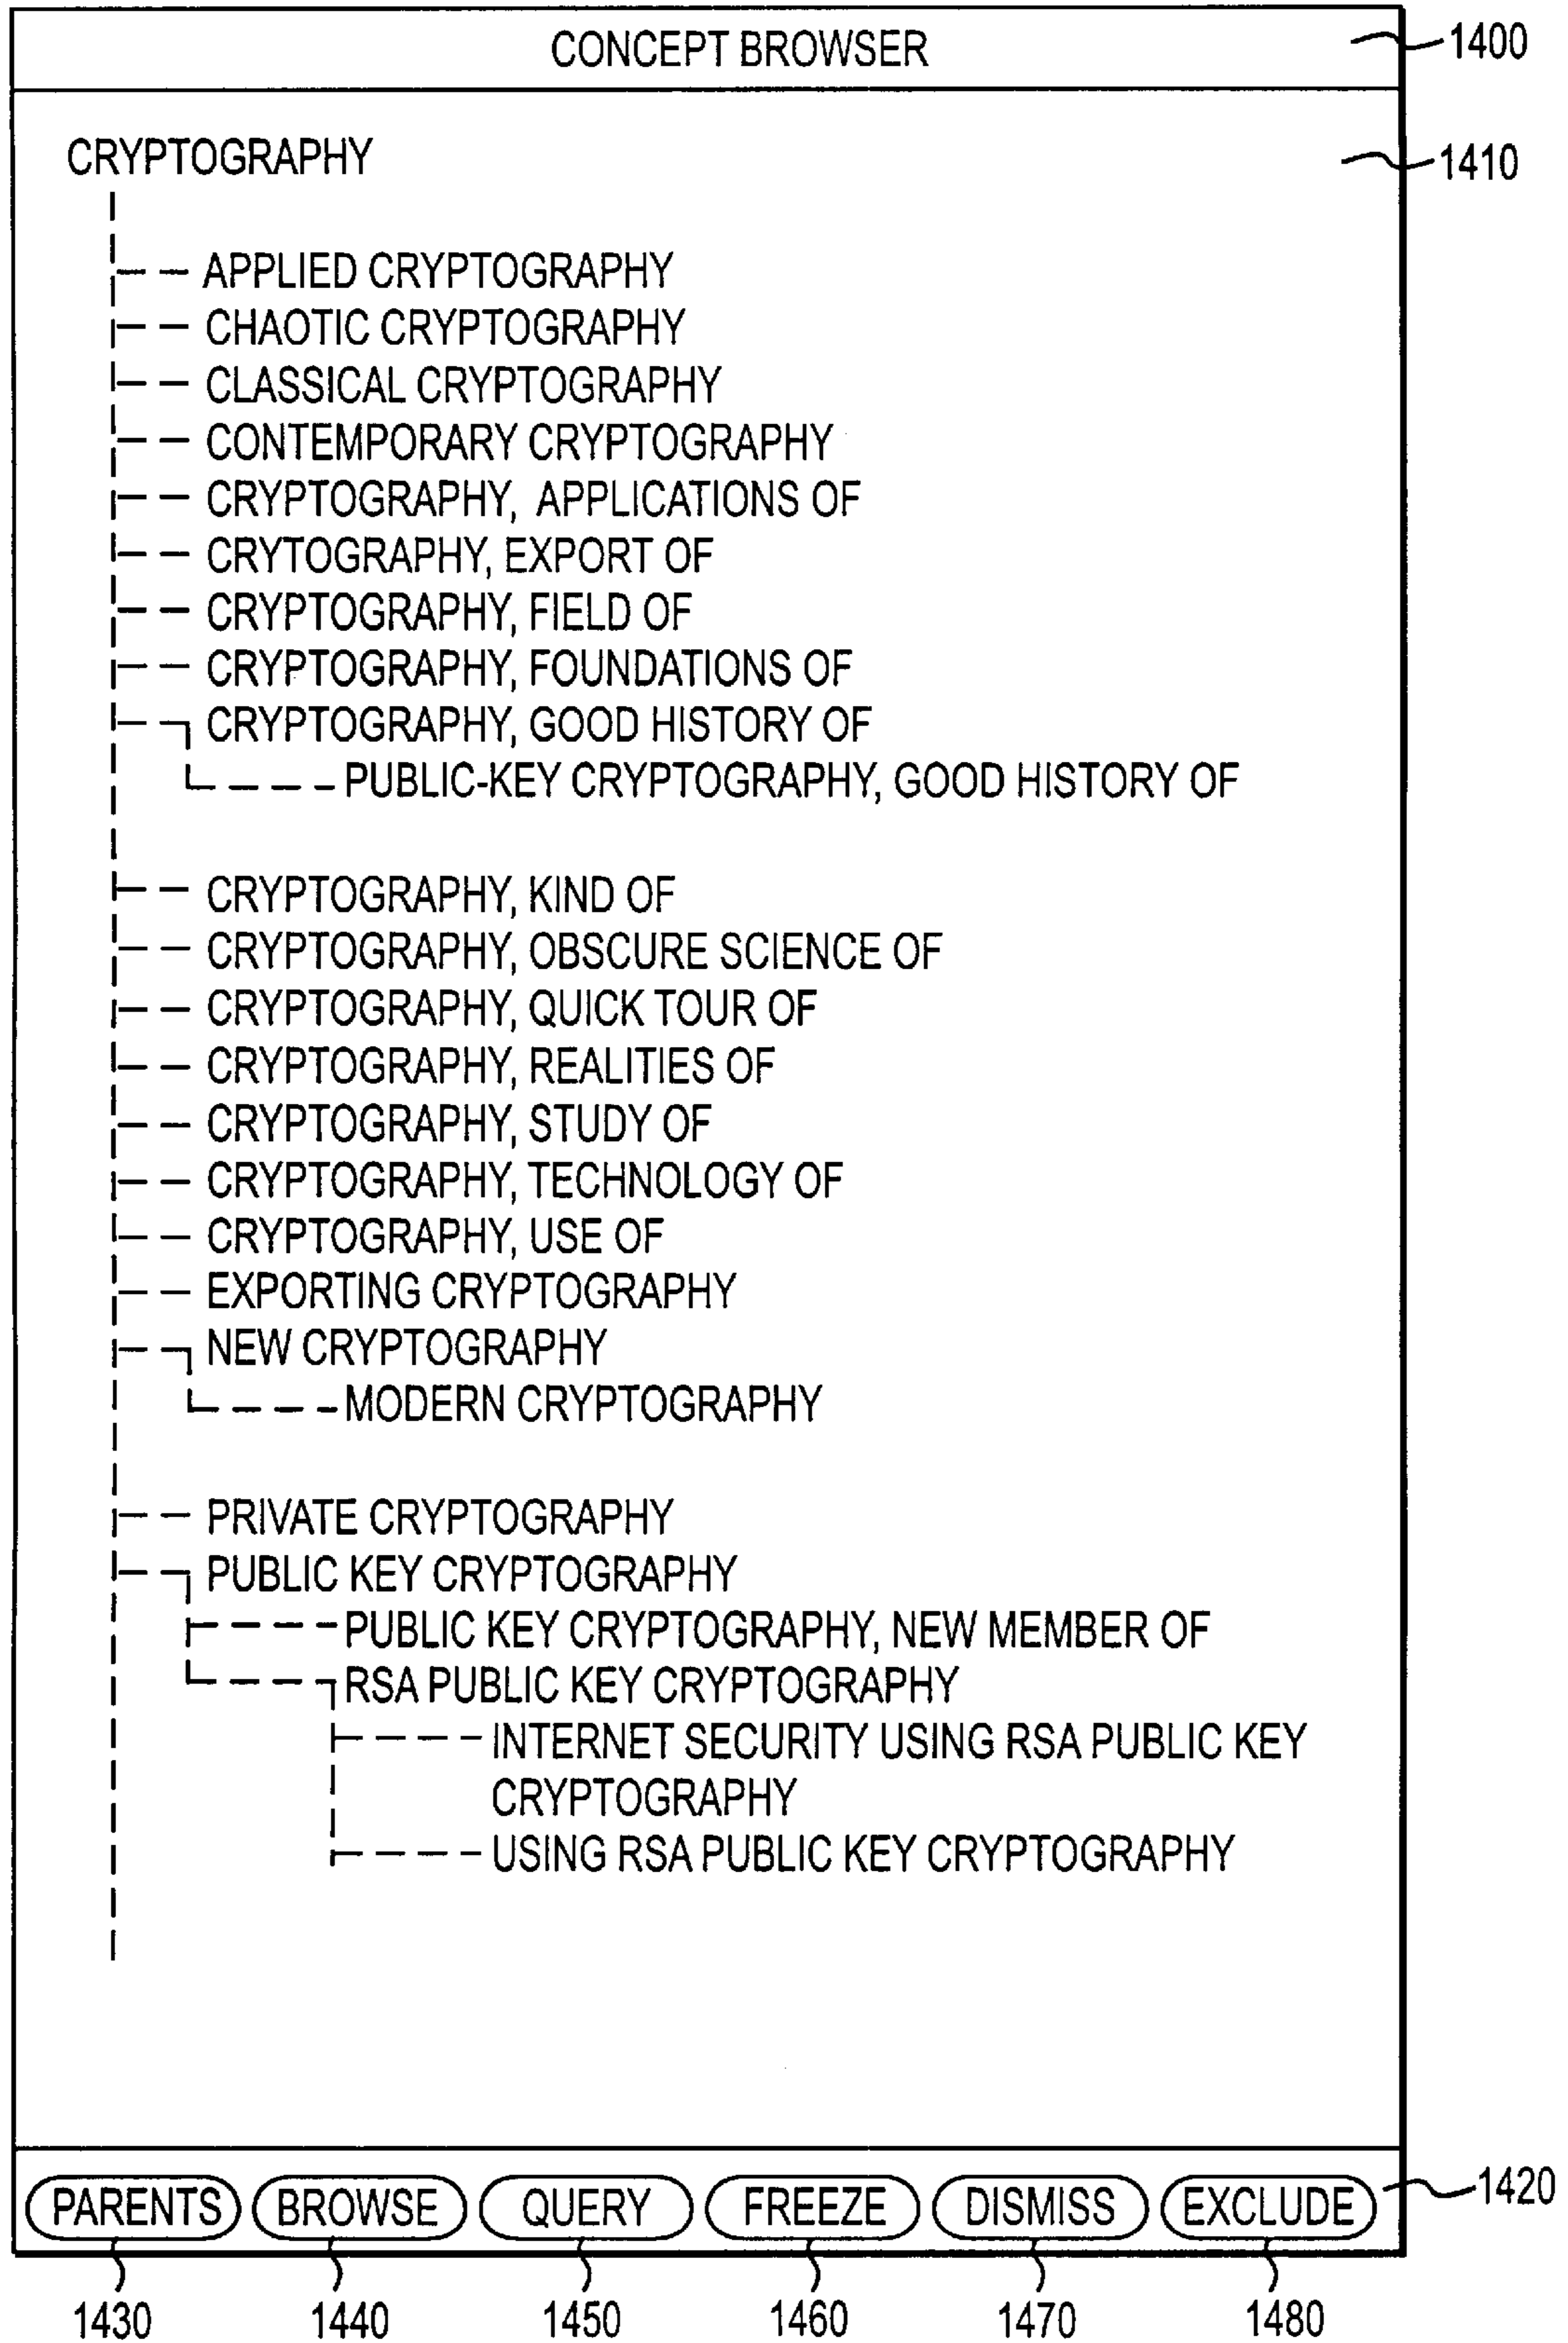 CONCEPT BROWSER
1400
CRYPTOGRAPHY
1410
APPLIED CRYPTOGRAPHY
CHAOTIC CRYPTOGRAPHY
CLASSICAL CRYPTOGRAPHY
CONTEMPORARY CRYPTOGRAPHY
CRYPTOGRAPHY, APPLICATIONS OF
CRYTOGRAPHY, EXPORT OF
CRYPTOGRAPHY, FIELD OF
CRYPTOGRAPHY, FOUNDATIONS OF
CRYPTOGRAPHY, GOOD HISTORY OF
PUBLIC-KEY CRYPTOGRAPHY, GOOD HISTORY OF
CRYPTOGRAPHY, KIND OF
CRYPTOGRAPHY, OBSCURE SCIENCE OF
CRYPTOGRAPHY, QUICK TOUR OF
CRYPTOGRAPHY, REALITIES OF
CRYPTOGRAPHY, STUDY OF
CRYPTOGRAPHY, TECHNOLOGY OF
CRYPTOGRAPHY, USE OF
EXPORTING CRYPTOGRAPHY
NEW CRYPTOGRAPHY
MODERN CRYPTOGRAPHY
PRIVATE CRYPTOGRAPHY
PUBLIC KEY CRYPTOGRAPHY
PUBLIC KEY CRYPTOGRAPHY, NEW MEMBER OF
RSA PUBLIC KEY CRYPTOGRAPHY
INTERNET SECURITY USING RSA PUBLIC KEY
CRYPTOGRAPHY
USING RSA PUBLIC KEY CRYPTOGRAPHY
PARENTS BROWSE QUERY FREEZE DISMISS EXCLUDE
1420
1430 1440 1450 1460 1470 1480